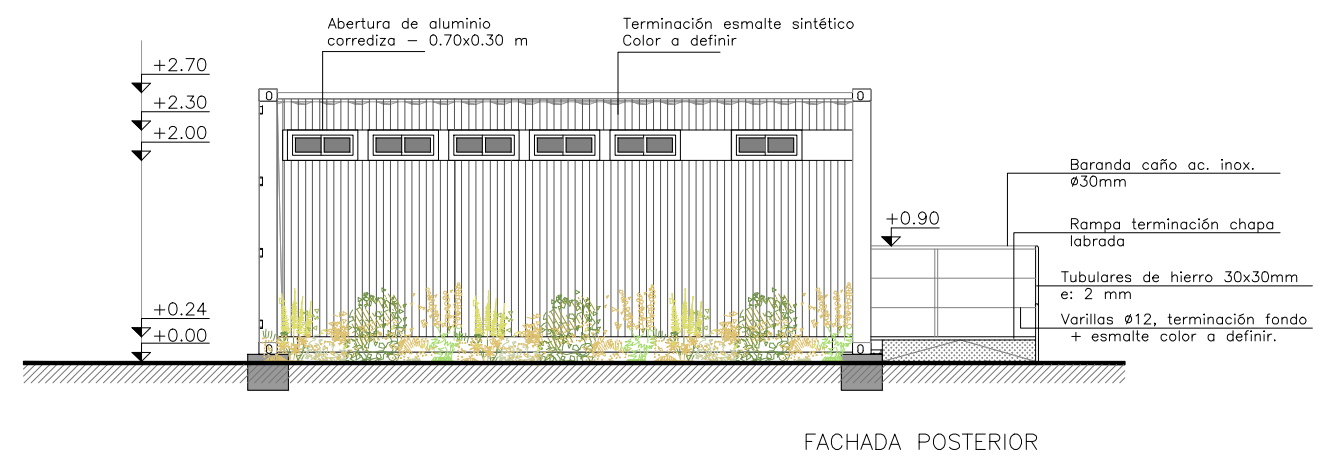 Abertura de aluminio
corrediza – 0.70x0.30 m
Terminación esmalte sintético
Color a definir
+2.70
+2.30
+2.00
Baranda caño ac. inox.
ø30mm
+0.90
Rampa terminación chapa
labrada
Tubulares de hierro 30x30mm
e: 2 mm
+0.24
Varillas ø12, terminación fondo
+ esmalte color a definir.
+0.00
FACHADA POSTERIOR